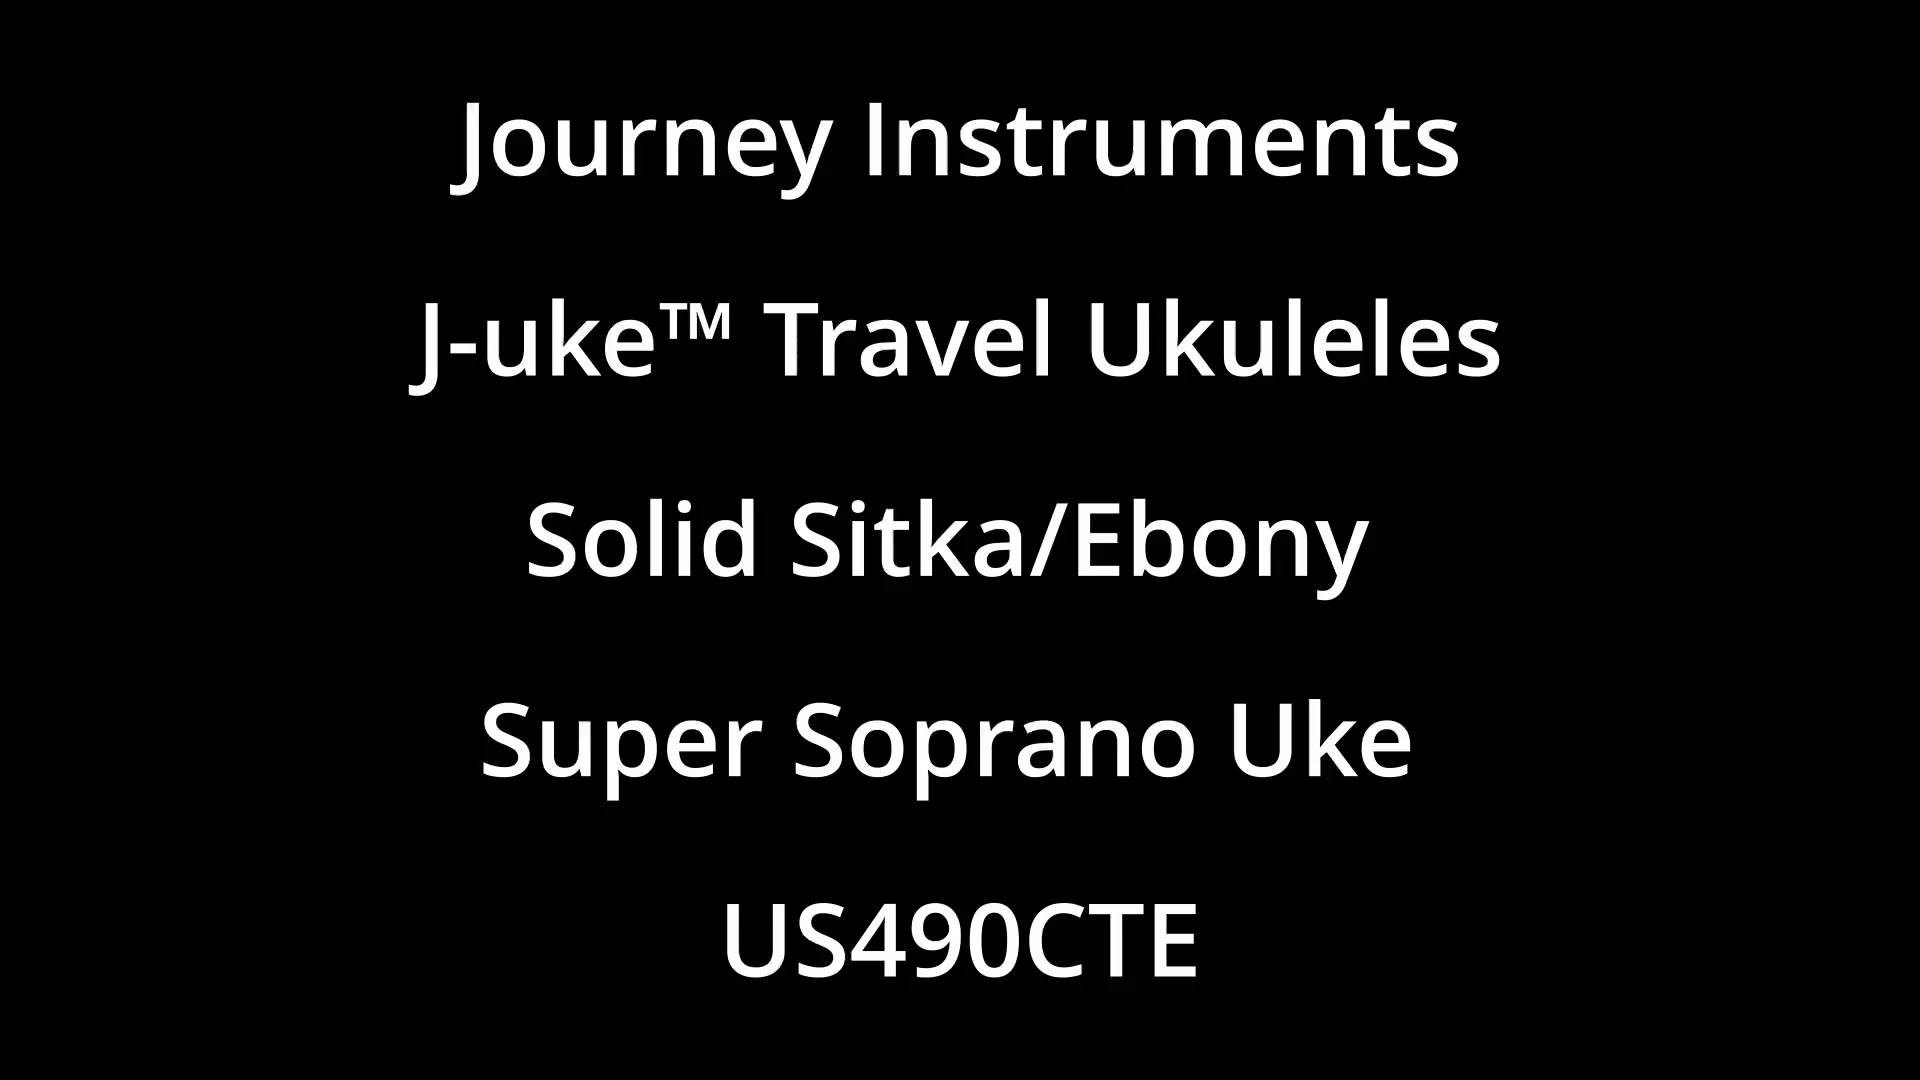 Journey Instruments
J-uke™ Travel Ukuleles
Solid Sitka/Ebony
Super Soprano Uke
US490CTE